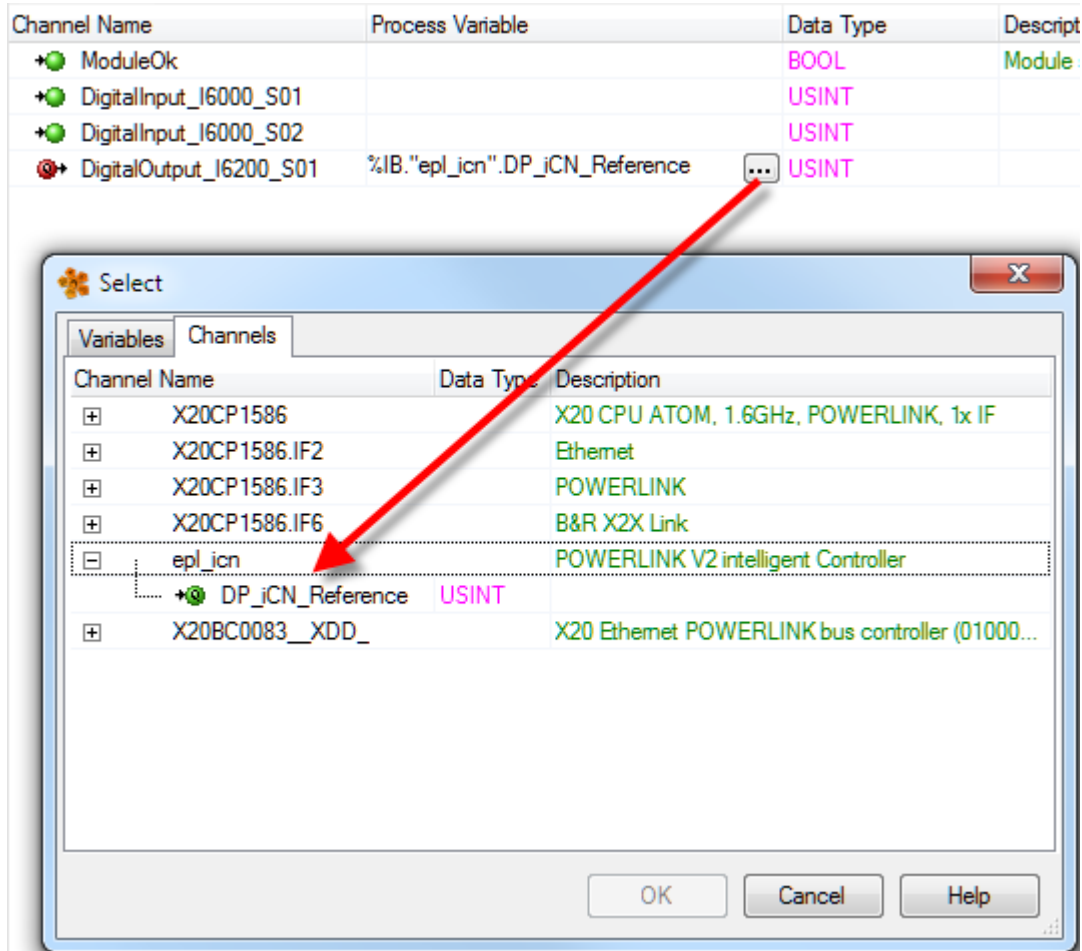 Channel Name Process Variable Data Type Descript
ModuleOk BOOL Module
DigitalInput_I6000_S01 USINT
DigitalInput_I6000_S02 USINT
DigitalOutput_I6200_S01 %IB."epl_icn".DP_iCN_Reference ... USINT
Select
Variables Channels
Channel Name Data Type Description
X20CP1586 X20 CPU ATOM, 1.6GHz, POWERLINK, 1x IF
X20CP1586.IF2 Ethernet
X20CP1586.IF3 POWERLINK
X20CP1586.IF6 B&R X2X Link
epl_icn POWERLINK V2 intelligent Controller
DP_iCN_Reference USINT
X20BC0083__XDD_ X20 Ethernet POWERLINK bus controller (01000...
OK Cancel Help